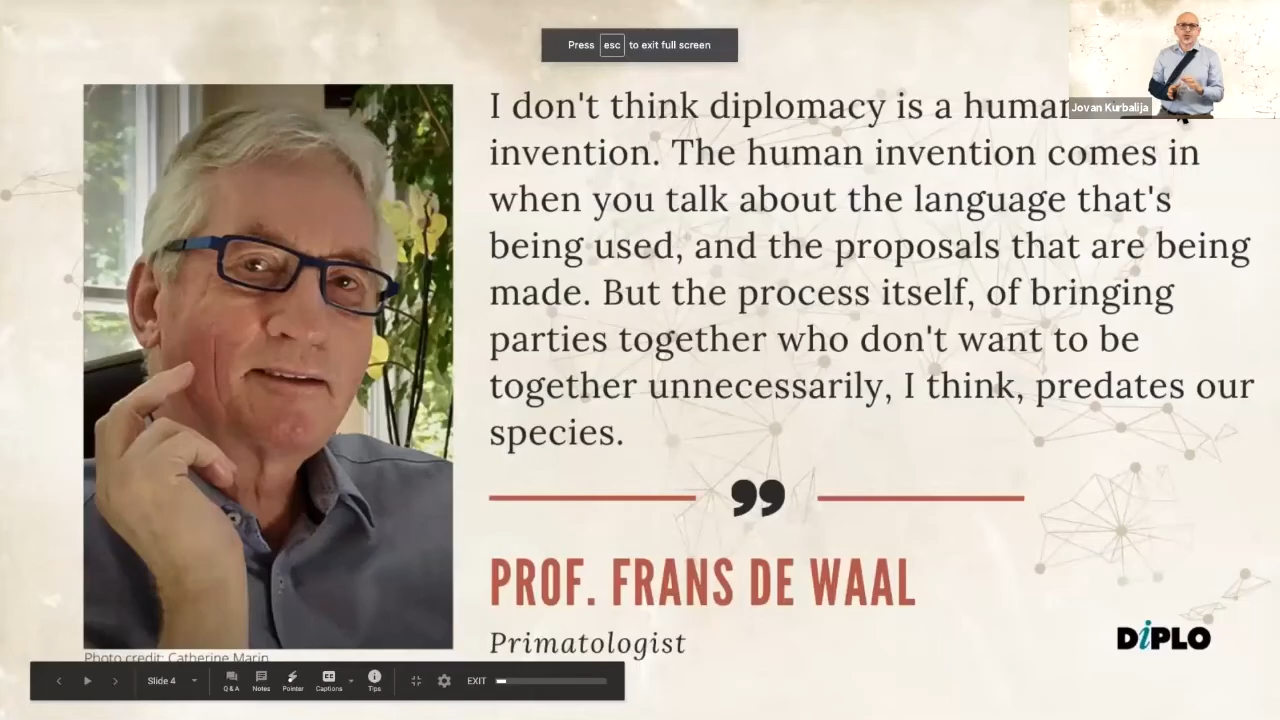 Press esc to exit full screen
Jovan Kurbalija
I don't think diplomacy is a human
invention. The human invention comes in
when you talk about the language that's
being used, and the proposals that are being
made. But the process itself, of bringing
parties together who don't want to be
together unnecessarily, I think, predates our
species.
”
PROF. FRANS DE WAAL
Primatologist
DiPLO
Photo credit: Catherine Marin
Slide 4
Q & A
Notes
Pointer
CC
Captions
Tips
EXIT